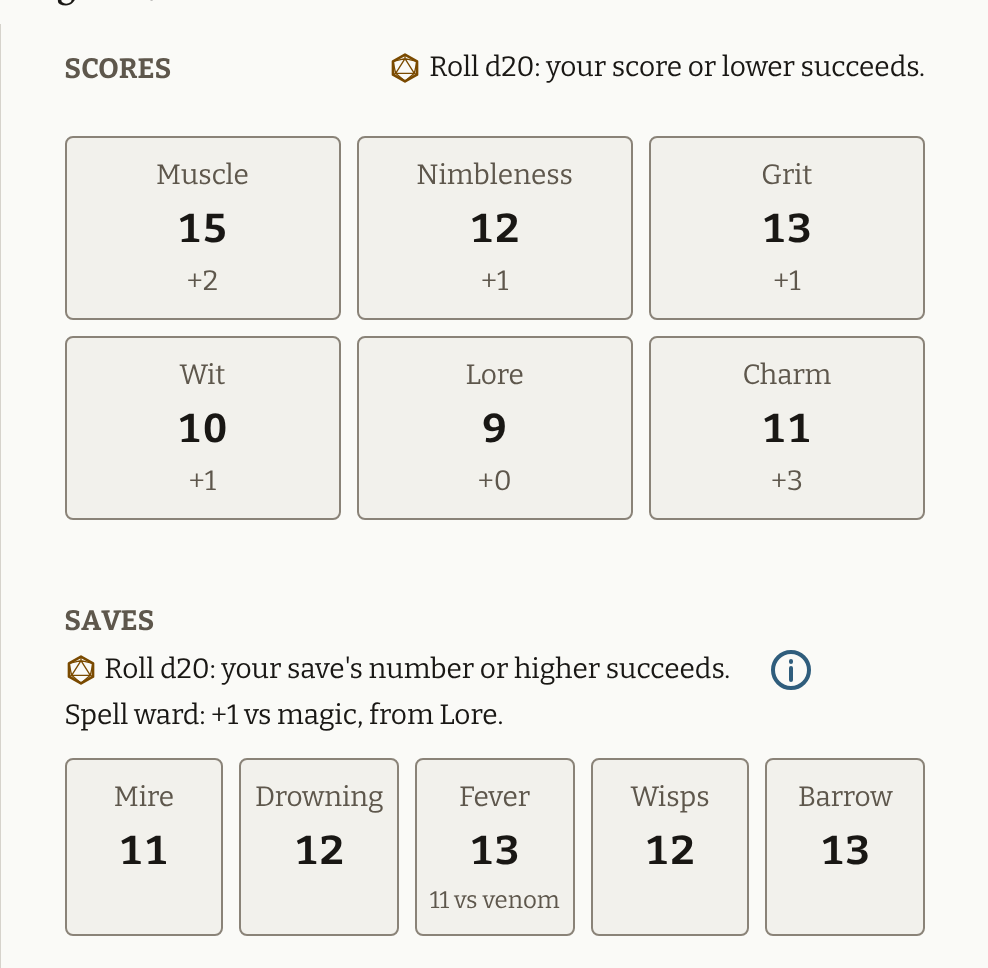 SCORES
Roll d20: your score or lower succeeds.
Muscle
15
+2
Nimbleness
12
+1
Grit
13
+1
Wit
10
+1
Lore
9
+0
Charm
11
+3
SAVES
Roll d20: your save's number or higher succeeds.
Spell ward: +1 vs magic, from Lore.
Mire
11
Drowning
12
Fever
13
11 vs venom
Wisps
12
Barrow
13